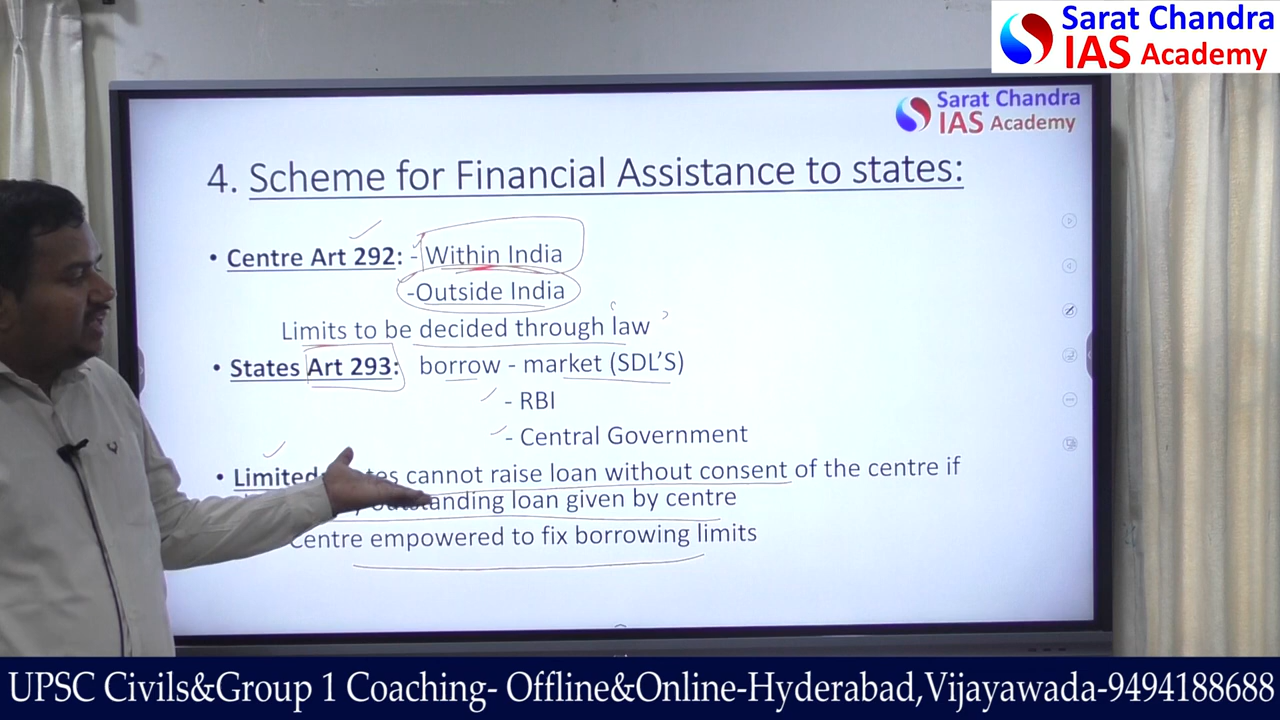 Sarat Chandra
IAS Academy
Sarat Chandra
IAS Academy
4. Scheme for Financial Assistance to states:
• Centre Art 292: - Within India
-Outside India
Limits to be decided through law
• States Art 293: borrow - market (SDL'S)
- RBI
- Central Government
• Limited: cannot raise loan without consent of the centre if
outstanding loan given by centre
Centre empowered to fix borrowing limits
UPSC Civils&Group 1 Coaching- Offline&Online-Hyderabad,Vijayawada-9494188688